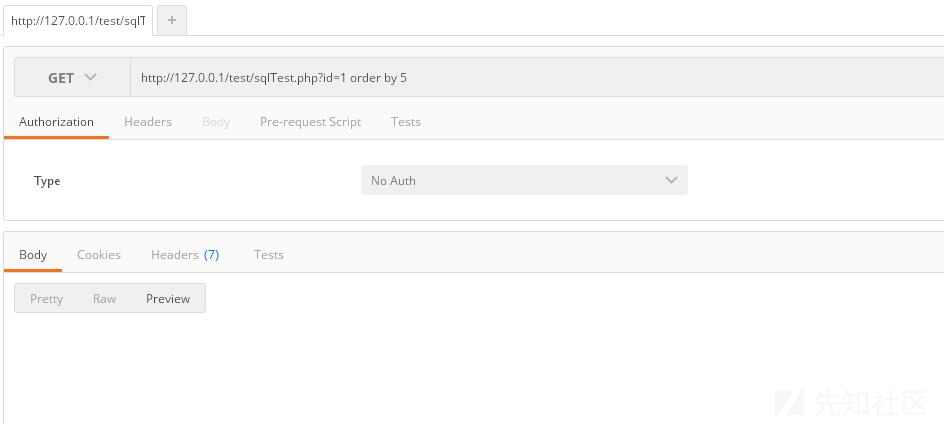 http://127.0.0.1/test/sqlT +
GET http://127.0.0.1/test/sqlTest.php?id=1 order by 5
Authorization Headers Body Pre-request Script Tests
Type No Auth
Body Cookies Headers (7) Tests
Pretty Raw Preview
先知社区